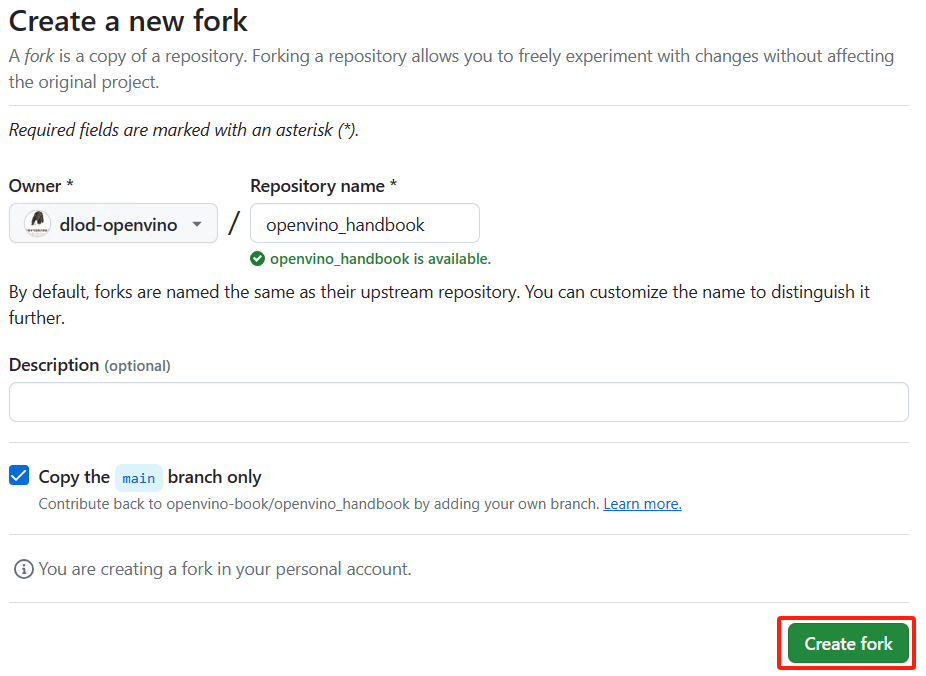 Create a new fork
A fork is a copy of a repository. Forking a repository allows you to freely experiment with changes without affecting
the original project.
Required fields are marked with an asterisk (*).
Owner * Repository name *
dlod-openvino / openvino_handbook
openvino_handbook is available.
By default, forks are named the same as their upstream repository. You can customize the name to distinguish it
further.
Description (optional)
Copy the main branch only
Contribute back to openvino-book/openvino_handbook by adding your own branch. Learn more.
You are creating a fork in your personal account.
Create fork